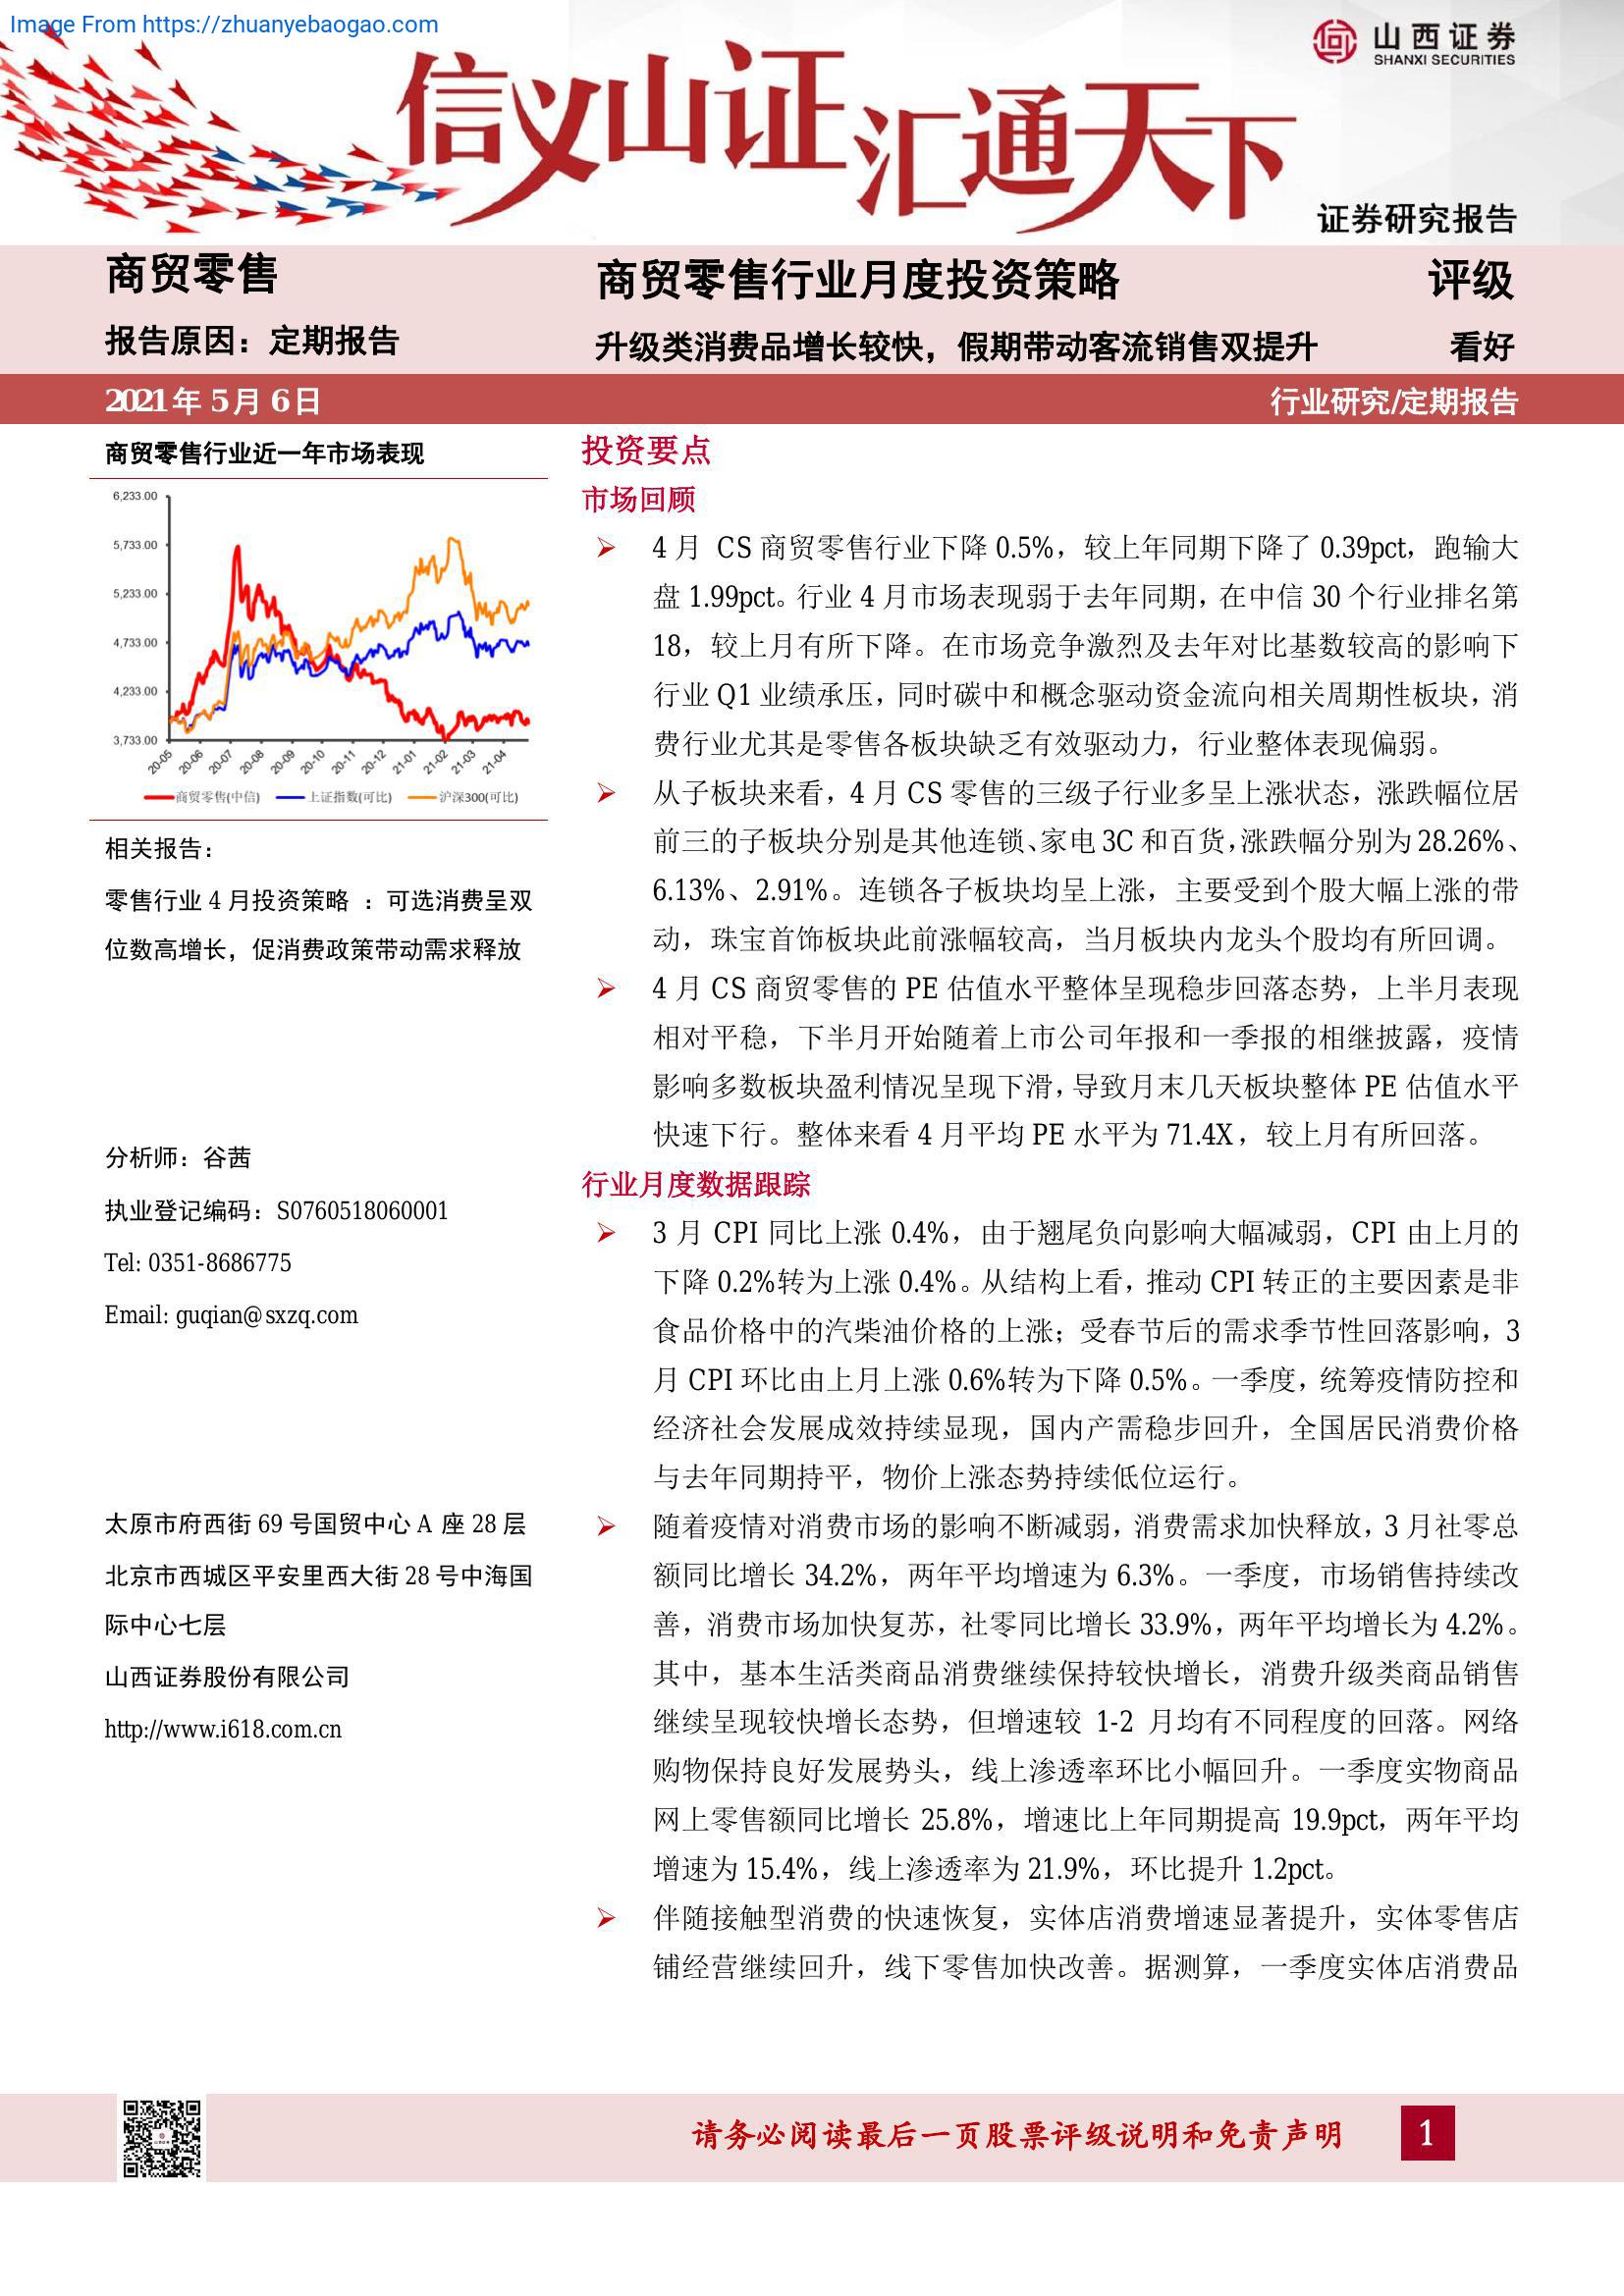 Image From https://zhuanyebaogao.com
山西证券
SHANXI SECURITIES
信义山证汇通天下
证券研究报告
商贸零售
报告原因：定期报告
商贸零售行业月度投资策略
评级
升级类消费品增长较快，假期带动客流销售双提升
看好
2021年 5月 6日
行业研究/定期报告
商贸零售行业近一年市场表现
6,233.00
5,733.00
5,233.00
4,733.00
4,233.00
3,733.00
20-05 20-06 20-07 20-08 20-09 20-10 20-11 20-12 21-01 21-02 21-03 21-04
商贸零售(中信) 上证指数(可比) 沪深300(可比)
相关报告：
零售行业 4 月投资策略 ：可选消费呈双
位数高增长，促消费政策带动需求释放
分析师：谷茜
执业登记编码：S0760518060001
Tel: 0351-8686775
Email: guqian@sxzq.com
太原市府西街 69 号国贸中心 A 座 28 层
北京市西城区平安里西大街 28 号中海国
际中心七层
山西证券股份有限公司
http://www.i618.com.cn
投资要点
市场回顾
4 月 CS 商贸零售行业下降 0.5%，较上年同期下降了 0.39pct，跑输大
盘 1.99pct。行业 4 月市场表现弱于去年同期，在中信 30 个行业排名第
18，较上月有所下降。在市场竞争激烈及去年对比基数较高的影响下
行业 Q1 业绩承压，同时碳中和概念驱动资金流向相关周期性板块，消
费行业尤其是零售各板块缺乏有效驱动力，行业整体表现偏弱。
从子板块来看，4 月 CS 零售的三级子行业多呈上涨状态，涨跌幅位居
前三的子板块分别是其他连锁、家电 3C 和百货，涨跌幅分别为 28.26%、
6.13%、2.91%。连锁各子板块均呈上涨，主要受到个股大幅上涨的带
动，珠宝首饰板块此前涨幅较高，当月板块内龙头个股均有所回调。
4 月 CS 商贸零售的 PE 估值水平整体呈现稳步回落态势，上半月表现
相对平稳，下半月开始随着上市公司年报和一季报的相继披露，疫情
影响多数板块盈利情况呈现下滑，导致月末几天板块整体 PE 估值水平
快速下行。整体来看 4 月平均 PE 水平为 71.4X，较上月有所回落。
行业月度数据跟踪
3 月 CPI 同比上涨 0.4%，由于翘尾负向影响大幅减弱，CPI 由上月的
下降 0.2%转为上涨 0.4%。从结构上看，推动 CPI 转正的主要因素是非
食品价格中的汽柴油价格的上涨；受春节后的需求季节性回落影响，3
月 CPI 环比由上月上涨 0.6%转为下降 0.5%。一季度，统筹疫情防控和
经济社会发展成效持续显现，国内产需稳步回升，全国居民消费价格
与去年同期持平，物价上涨态势持续低位运行。
随着疫情对消费市场的影响不断减弱，消费需求加快释放，3 月社零总
额同比增长 34.2%，两年平均增速为 6.3%。一季度，市场销售持续改
善，消费市场加快复苏，社零同比增长 33.9%，两年平均增长为 4.2%。
其中，基本生活类商品消费继续保持较快增长，消费升级类商品销售
继续呈现较快增长态势，但增速较 1-2 月均有不同程度的回落。网络
购物保持良好发展势头，线上渗透率环比小幅回升。一季度实物商品
网上零售额同比增长 25.8%，增速比上年同期提高 19.9pct，两年平均
增速为 15.4%，线上渗透率为 21.9%，环比提升 1.2pct。
伴随接触型消费的快速恢复，实体店消费增速显著提升，实体零售店
铺经营继续回升，线下零售加快改善。据测算，一季度实体店消费品
请务必阅读最后一页股票评级说明和免责声明
1